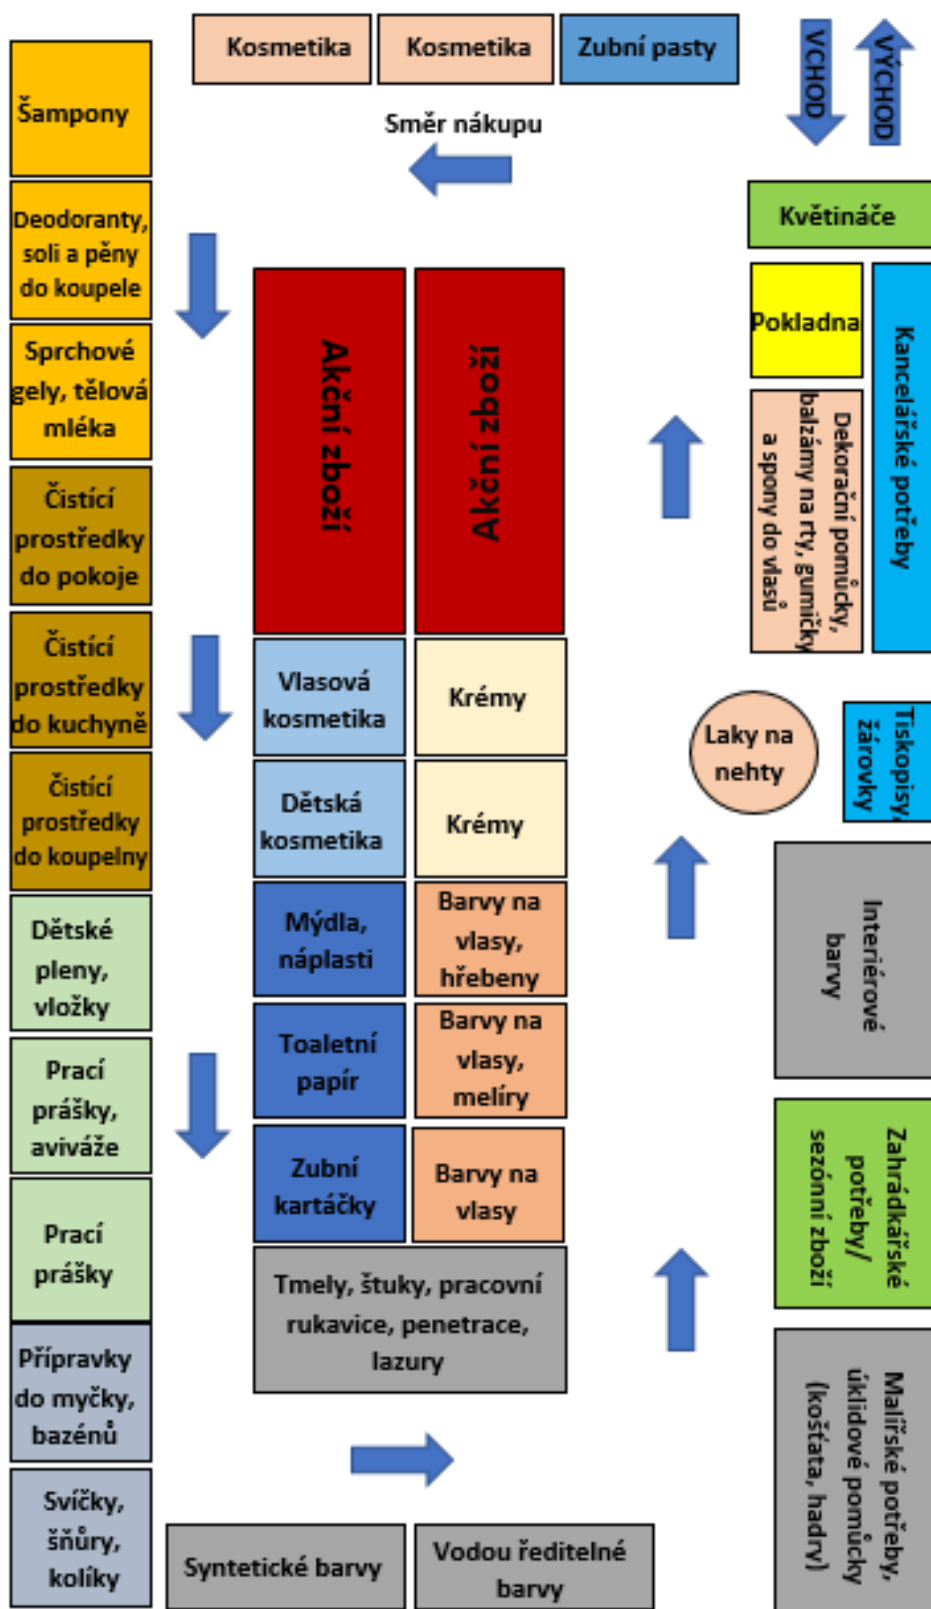 Kosmetika
Kosmetika
Zubní pasty
VCHOD
VÝCHOD
Směr nákupu
Šampony
Deodoranty,
soli a pěny
do koupele
Sprchové
gely, tělová
mléka
Čistící
prostředky
do pokoje
Čistící
prostředky
do kuchyně
Čistící
prostředky
do koupelny
Dětské
pleny,
vložky
Prací
prášky,
aviváže
Prací
prášky
Přípravky
do myčky,
bazénů
Svíčky,
šňůry,
kolíky
Akční zboží
Akční zboží
Vlasová
kosmetika
Krémy
Dětská
kosmetika
Krémy
Mýdla,
náplasti
Barvy na
vlasy,
hřebeny
Toaletní
papír
Barvy na
vlasy,
melíry
Zubní
kartáčky
Barvy na
vlasy
Tmely, štuky, pracovní
rukavice, penetrace,
lazury
Syntetické barvy
Vodou ředitelné
barvy
Květináče
Pokladna
Kancelářské potřeby
Dekorační pomůcky,
balzámy na rty, gumičky
a spony do vlasů
Laky na
nehty
Tiskopisy,
žárovky
Interiérové
barvy
Zahrádkářské
potřeby/
sezónní zboží
Malířské potřeby,
úklidové pomůcky
(košťata, hadry)